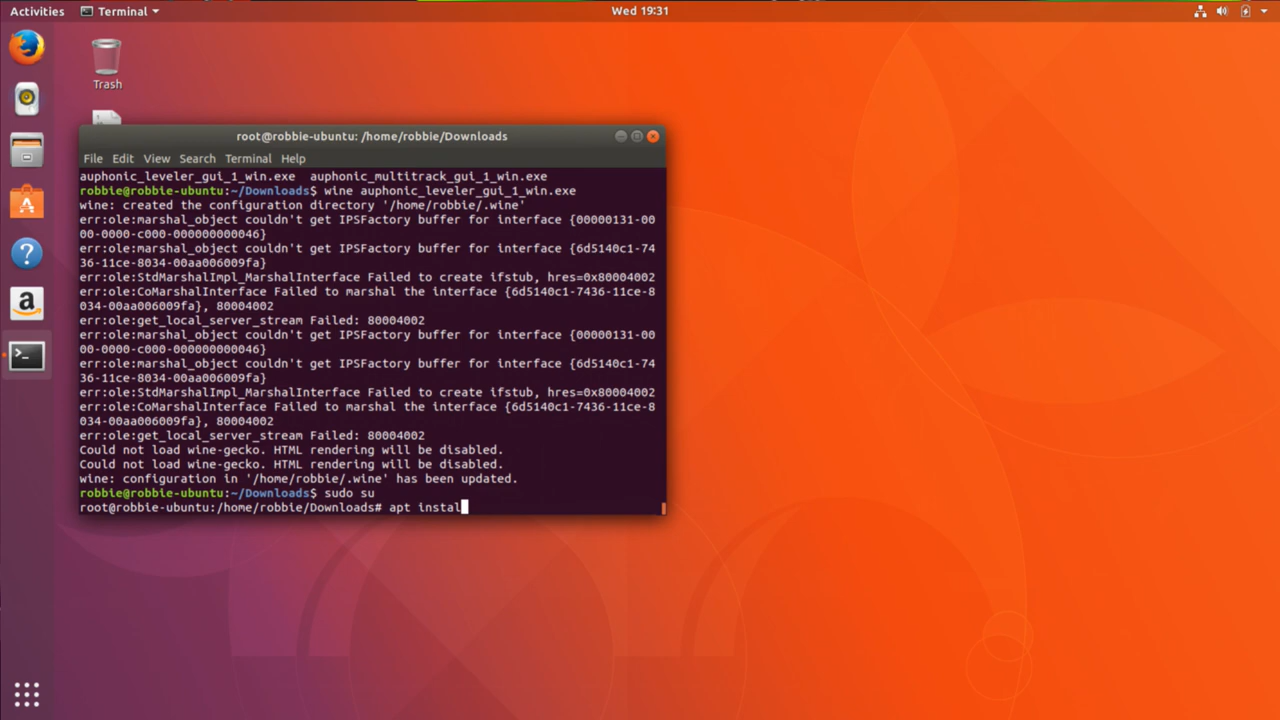 Activities
Terminal
Wed 19:31
Trash
root@robbie-ubuntu: /home/robbie/Downloads
File Edit View Search Terminal Help
auphonic_leveler_gui_1_win.exe  auphonic_multitrack_gui_1_win.exe
robbie@robbie-ubuntu:~/Downloads$ wine auphonic_leveler_gui_1_win.exe
wine: created the configuration directory '/home/robbie/.wine'
err:ole:marshal_object couldn't get IPSFactory buffer for interface {00000131-00
00-0000-c000-000000000046}
err:ole:marshal_object couldn't get IPSFactory buffer for interface {6d5140c1-74
36-11ce-8034-00aa006009fa}
err:ole:StdMarshalImpl_MarshalInterface Failed to create ifstub, hres=0x80004002
err:ole:CoMarshalInterface Failed to marshal the interface {6d5140c1-7436-11ce-8
034-00aa006009fa}, 80004002
err:ole:get_local_server_stream Failed: 80004002
err:ole:marshal_object couldn't get IPSFactory buffer for interface {00000131-00
00-0000-c000-000000000046}
err:ole:marshal_object couldn't get IPSFactory buffer for interface {6d5140c1-74
36-11ce-8034-00aa006009fa}
err:ole:StdMarshalImpl_MarshalInterface Failed to create ifstub, hres=0x80004002
err:ole:CoMarshalInterface Failed to marshal the interface {6d5140c1-7436-11ce-8
034-00aa006009fa}, 80004002
err:ole:get_local_server_stream Failed: 80004002
Could not load wine-gecko. HTML rendering will be disabled.
Could not load wine-gecko. HTML rendering will be disabled.
wine: configuration in '/home/robbie/.wine' has been updated.
robbie@robbie-ubuntu:~/Downloads$ sudo su
root@robbie-ubuntu:/home/robbie/Downloads# apt instal